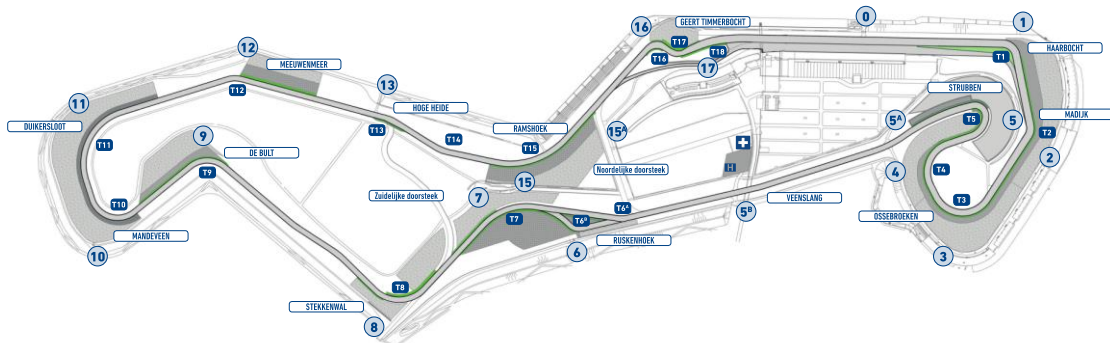 GEERT TIMMERBOCHT
0
1
16
T17
T18
T16
17
T1
HAARBOCHT
12
MEEUWENMEER
T12
13
HOGE HEIDE
T13
T14
RAMSHOEK
T15
15
15ᴬ
STRUBBEN
5ᴬ
T5
5
MADIJK
T2
2
11
DUIKERSLOOT
T11
9
DE BULT
T9
T10
MANDEVEEN
10
H
Noordelijke doorsteek
Zuidelijke doorsteek
7
T7
T6ᴬ
T6ᴮ
6
RUSKENHOEK
5ᴮ
VEENSLANG
4
T4
T3
OSSEBROEKEN
3
T8
STEKKENWAL
8